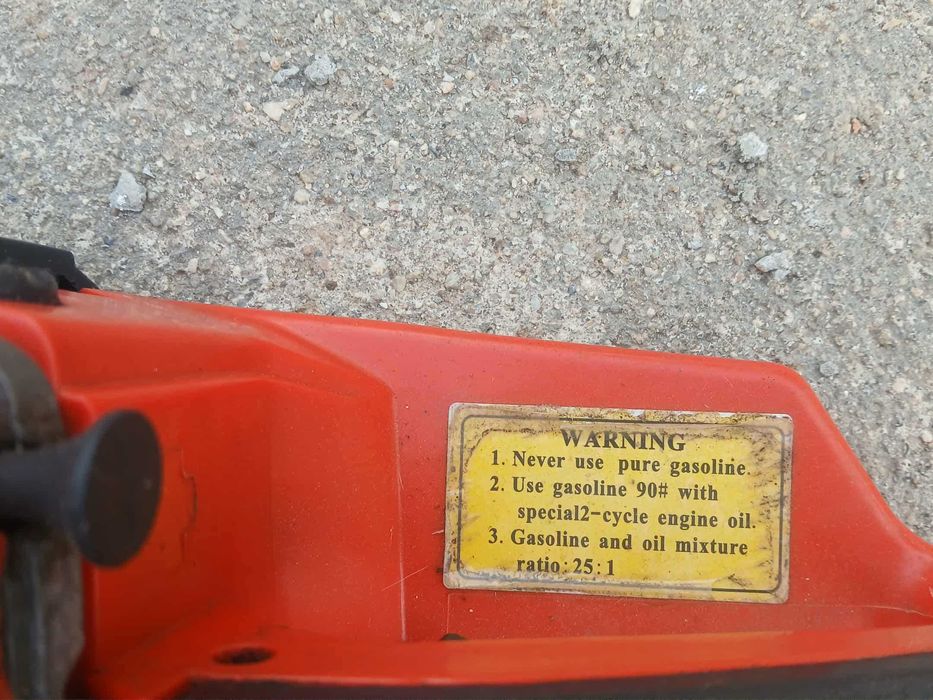 WARNING
1. Never use pure gasoline.
2. Use gasoline 90# with
special2-cycle engine oil.
3. Gasoline and oil mixture
ratio:25:1